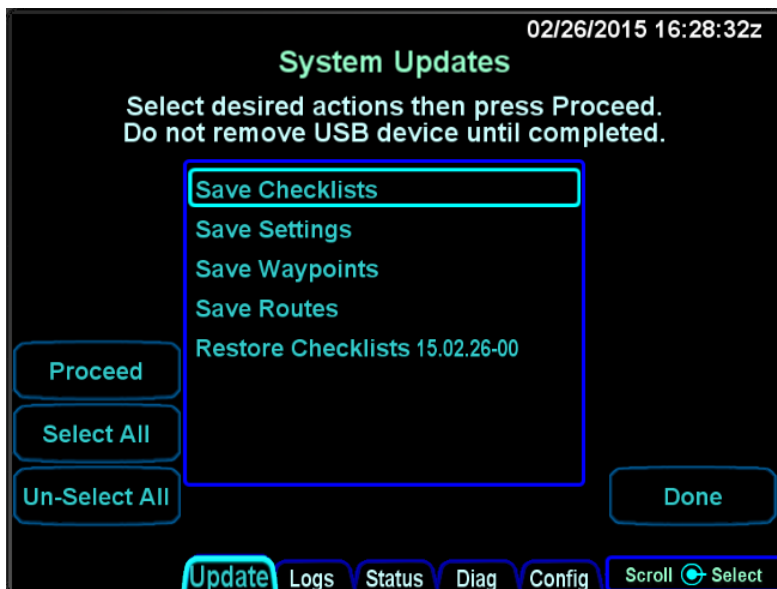 02/26/2015 16:28:32z
System Updates
Select desired actions then press Proceed.
Do not remove USB device until completed.
Save Checklists
Save Settings
Save Waypoints
Save Routes
Restore Checklists 15.02.26-00
Proceed
Select All
Un-Select All
Done
Update Logs Status Diag Config Scroll Select